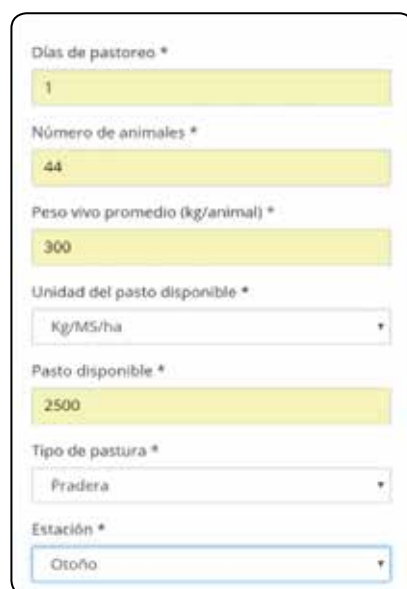 Días de pastoreo *
1
Número de animales *
44
Peso vivo promedio (kg/animal) *
300
Unidad del pasto disponible *
Kg/MS/ha
Pasto disponible *
2500
Tipo de pastura *
Pradera
Estación *
Otoño